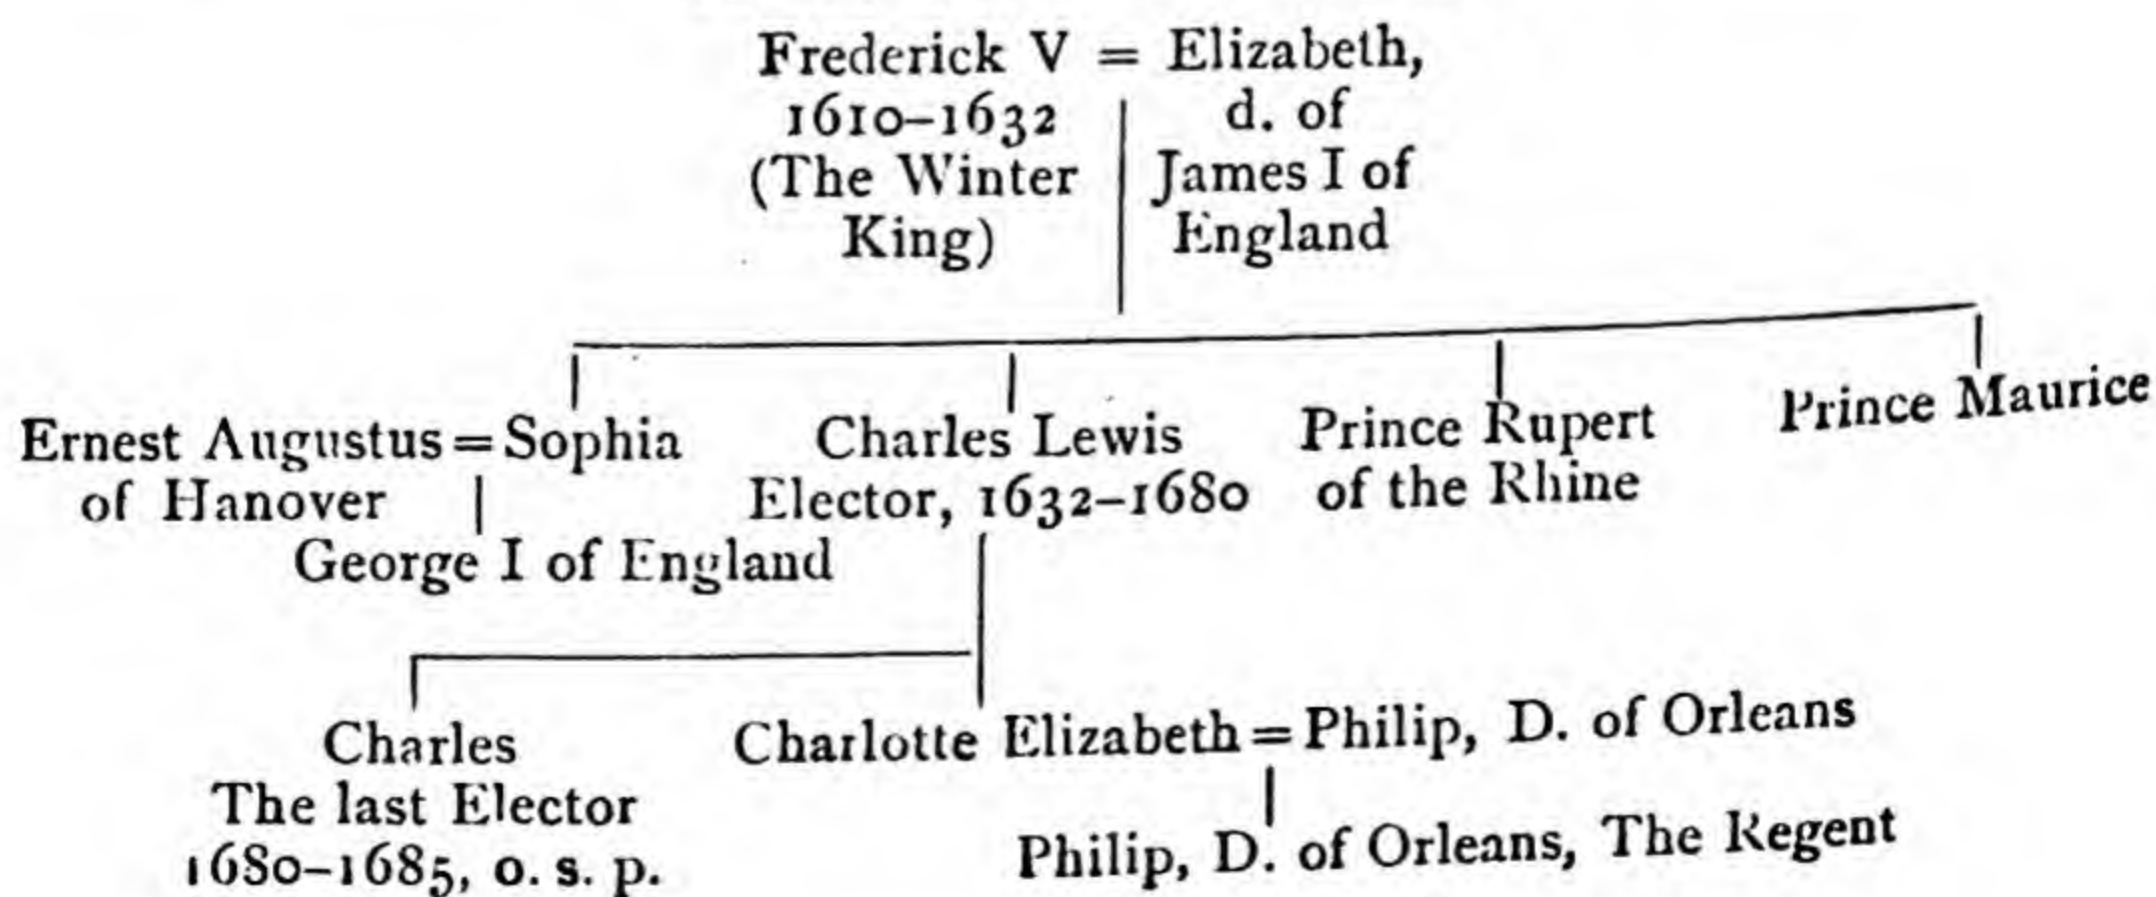 Frederick V = Elizabeth,
1610–1632 d. of
(The Winter James I of
King) England
Ernest Augustus = Sophia Charles Lewis Prince Rupert Prince Maurice
of Hanover Elector, 1632–1680 of the Rhine
George I of England
Charles Charlotte Elizabeth = Philip, D. of Orleans
The last Elector
1680–1685, o. s. p. Philip, D. of Orleans, The Regent